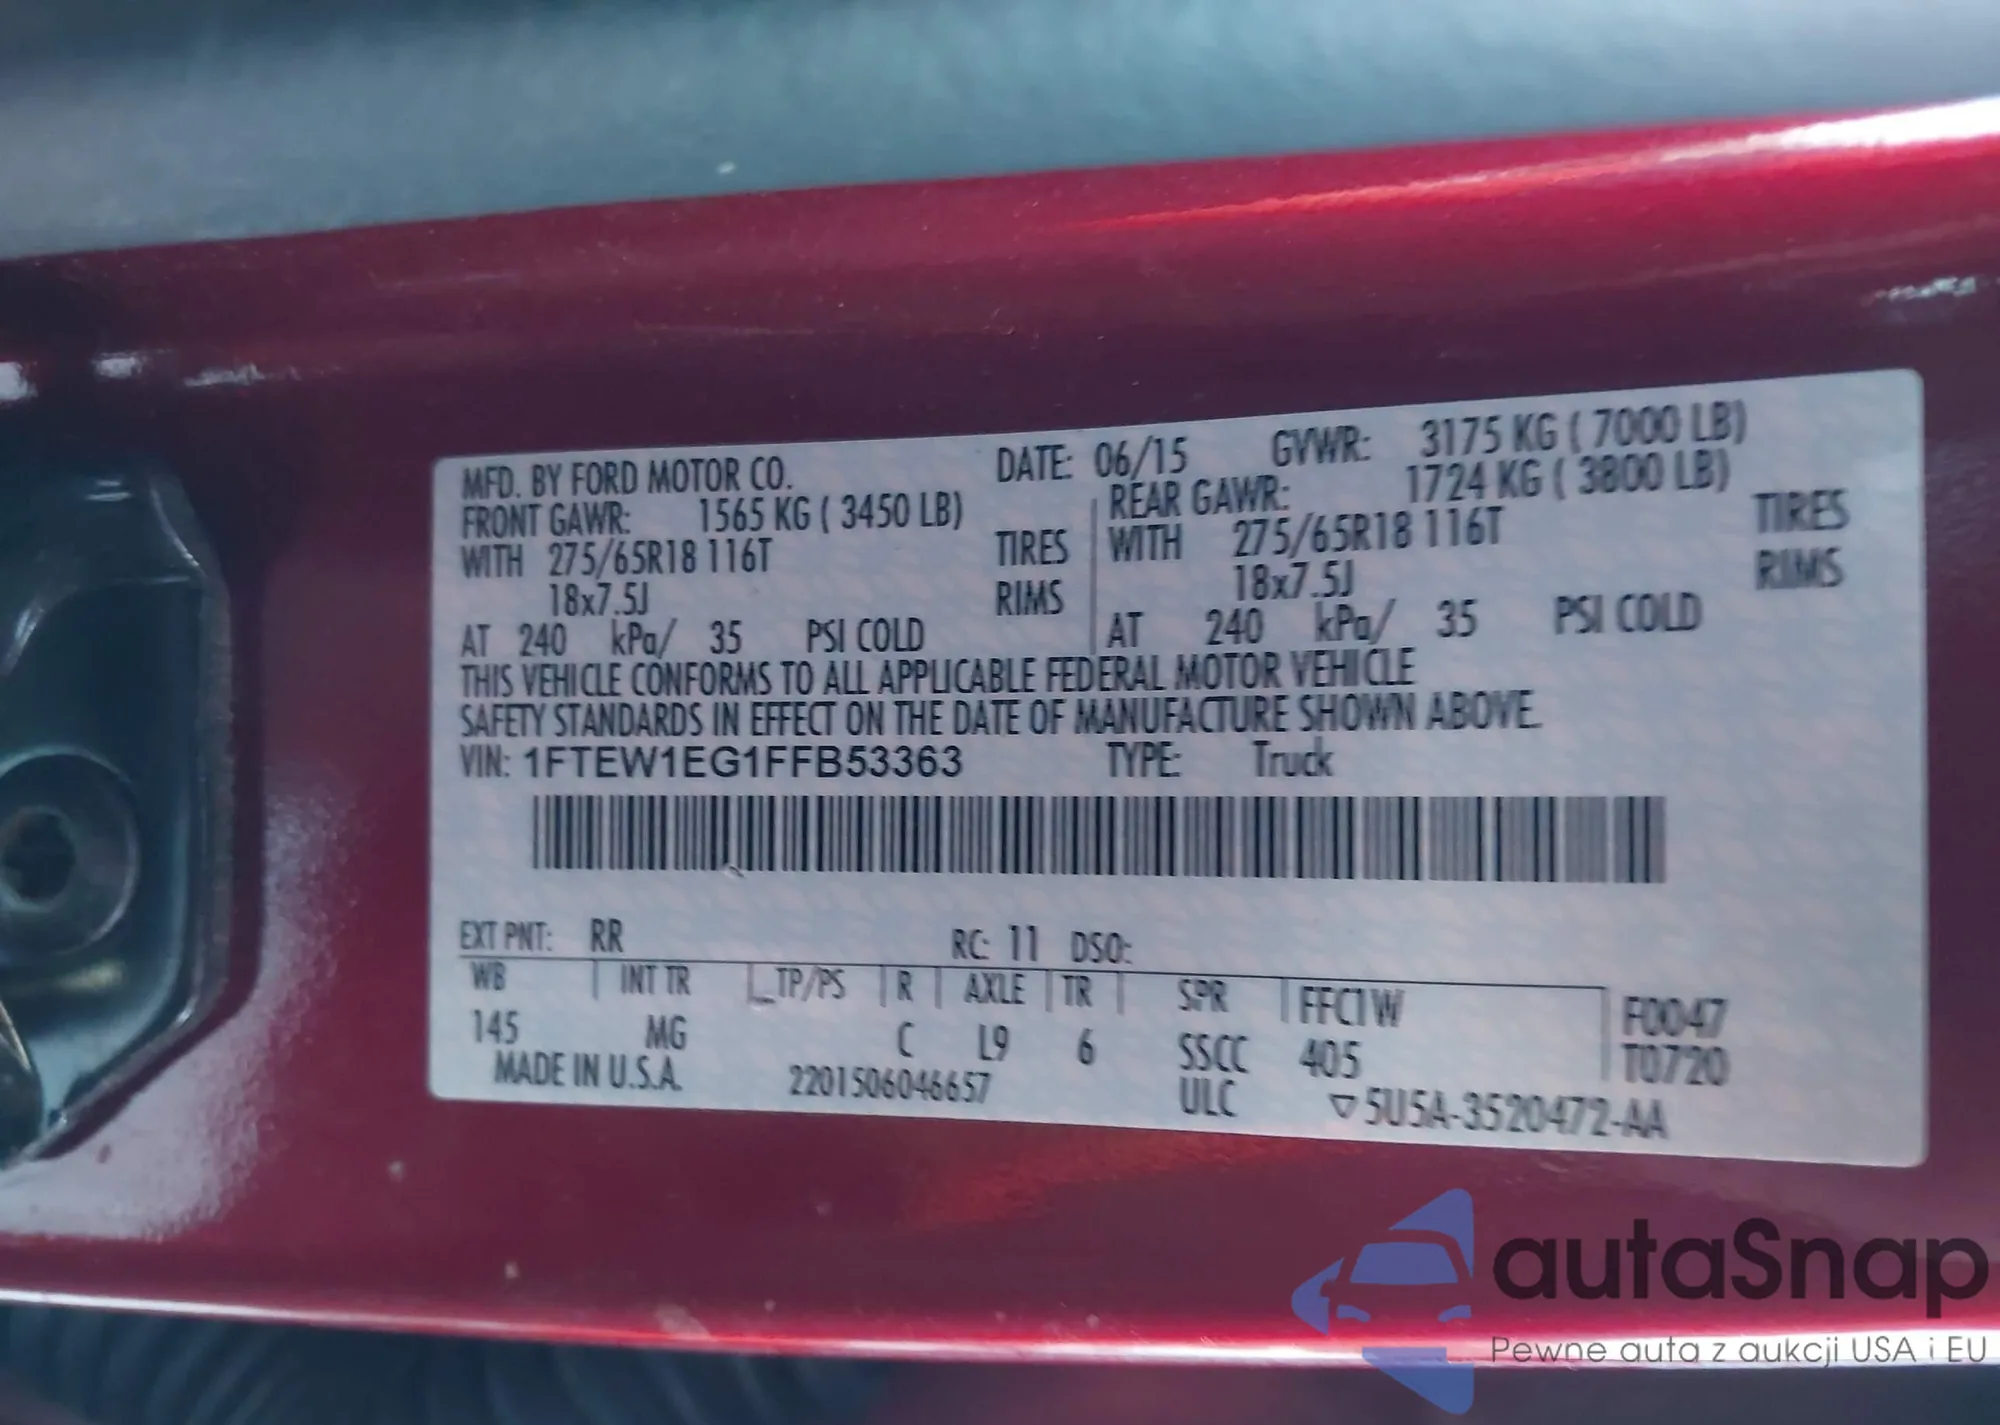 MFD. BY FORD MOTOR CO. DATE: 06/15 GVWR: 3175 KG ( 7000 LB)
FRONT GAWR: 1565 KG ( 3450 LB) REAR GAWR: 1724 KG ( 3800 LB)
WITH 275/65R18 116T TIRES WITH 275/65R18 116T TIRES
18x7.5J RIMS 18x7.5J RIMS
AT 240 kPa/ 35 PSI COLD AT 240 kPa/ 35 PSI COLD
THIS VEHICLE CONFORMS TO ALL APPLICABLE FEDERAL MOTOR VEHICLE
SAFETY STANDARDS IN EFFECT ON THE DATE OF MANUFACTURE SHOWN ABOVE.
VIN: 1FTEW1EG1FFB53363 TYPE: Truck
EXT PNT: RR RC: 11 DSO:
WB INT TR TP/PS R AXLE TR SPR FFC1W F0047
145 MG C L9 6 SSCC 405 T0720
MADE IN U.S.A. 2201506046657 ULC ▽5U5A-3520472-AA
autaSnap
Pewne auta z aukcji USA i EU